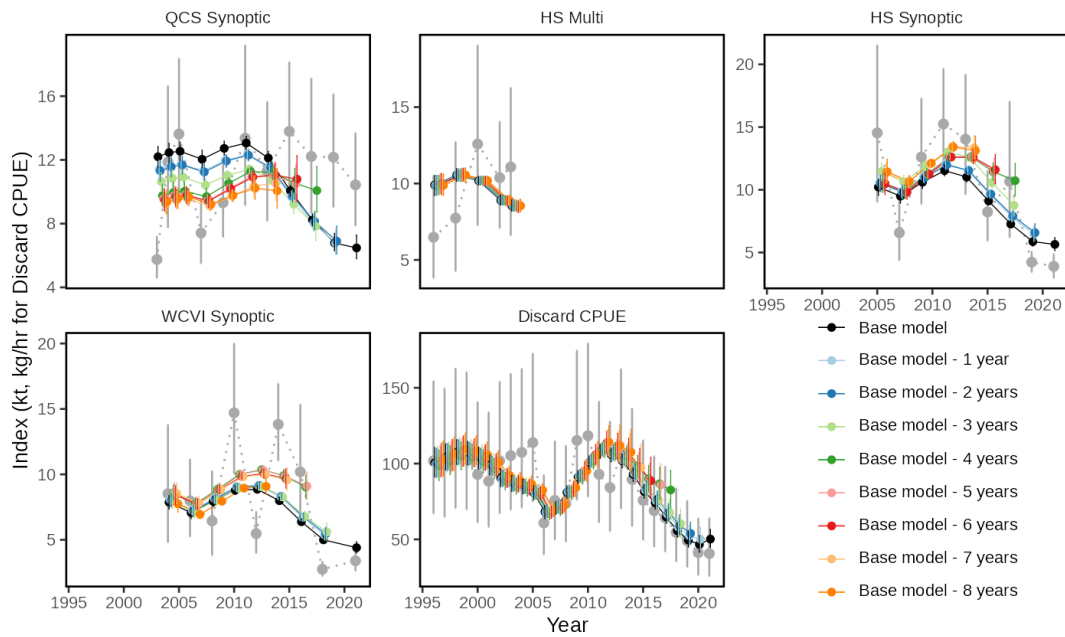 QCS Synoptic
HS Multi
HS Synoptic
16
12
8
4
15
10
5
20
15
10
5
1995 2000 2005 2010 2015 2020
WCVI Synoptic
Discard CPUE
20
15
10
5
150
100
50
1995 2000 2005 2010 2015 2020
1995 2000 2005 2010 2015 2020
Index (kt, kg/hr for Discard CPUE)
Year
Base model
Base model - 1 year
Base model - 2 years
Base model - 3 years
Base model - 4 years
Base model - 5 years
Base model - 6 years
Base model - 7 years
Base model - 8 years